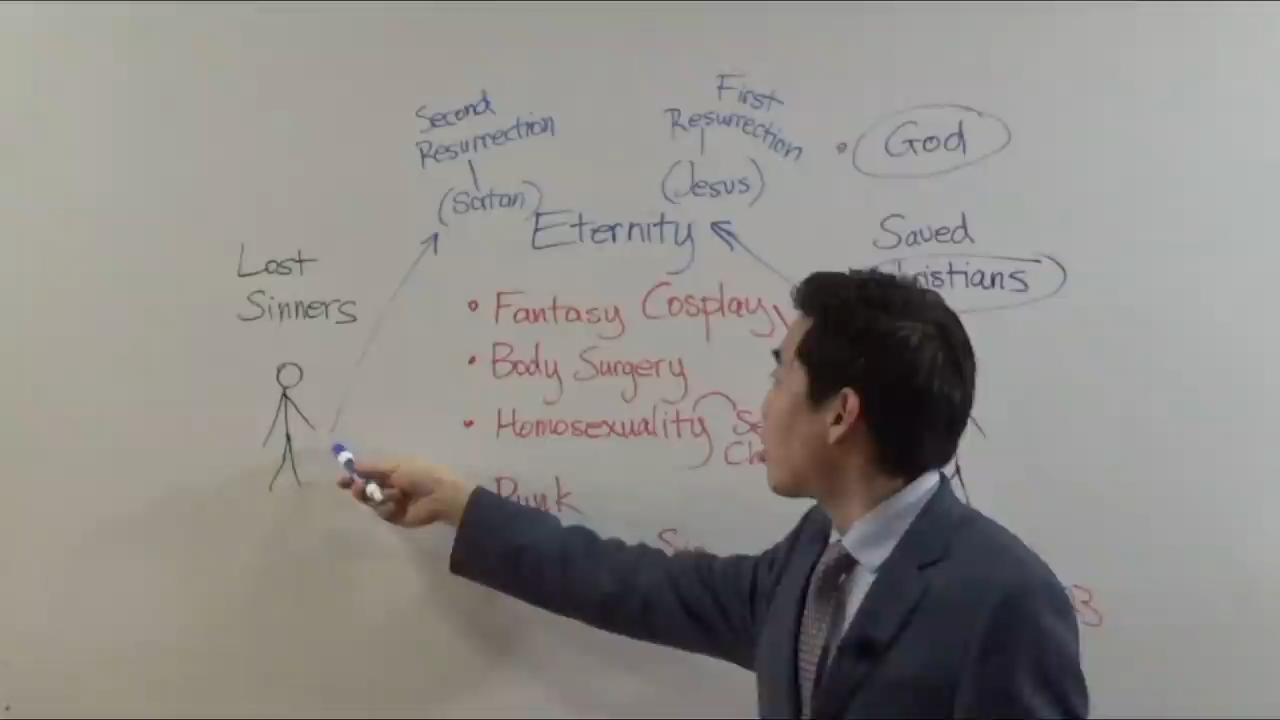 Second
Resurrection
(Satan)
First
Resurrection
(Jesus)
God
Eternity
Saved
Lost
Sinners
• Fantasy Cosplay
• Body Surgery
• Homosexuality
Punk